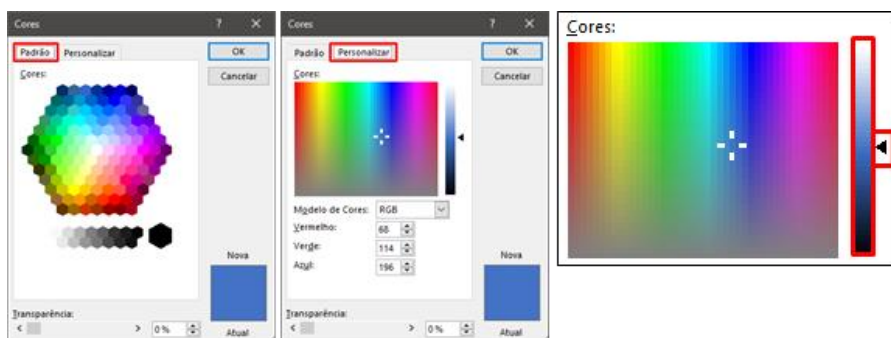 Cores ? ×
Padrão Personalizar
OK
Cancelar
Cores:
Nova
Transparência:
< > 0 %
Atual
Cores ? ×
Padrão Personalizar
OK
Cancelar
Cores:
Modelo de Cores: RGB
Vermelho: 68
Verde: 114
Azul: 196
Nova
Transparência:
< > 0 %
Atual
Cores: